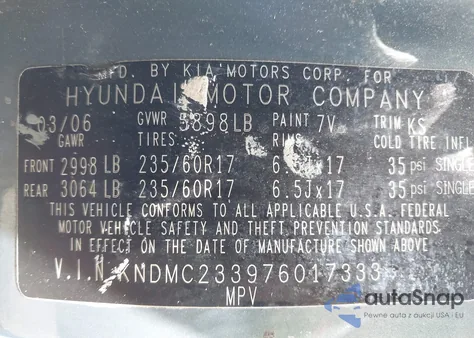 MFD. BY KIA MOTORS CORP. FOR
HYUNDAI MOTOR COMPANY
03/06 GVWR 5898LB PAINT 7V TRIM KS
GAWR TIRES RIMS COLD TIRE INFL
FRONT 2998 LB 235/60R17 6.5Jx17 35 psi SINGLE
REAR 3064 LB 235/60R17 6.5Jx17 35 psi SINGLE
THIS VEHICLE CONFORMS TO ALL APPLICABLE U.S.A. FEDERAL
MOTOR VEHICLE SAFETY AND THEFT PREVENTION STANDARDS
IN EFFECT ON THE DATE OF MANUFACTURE SHOWN ABOVE
V.I.N KNDMC233976017333
MPV
autoSnap
Pewne auta z aukcji USA - EU